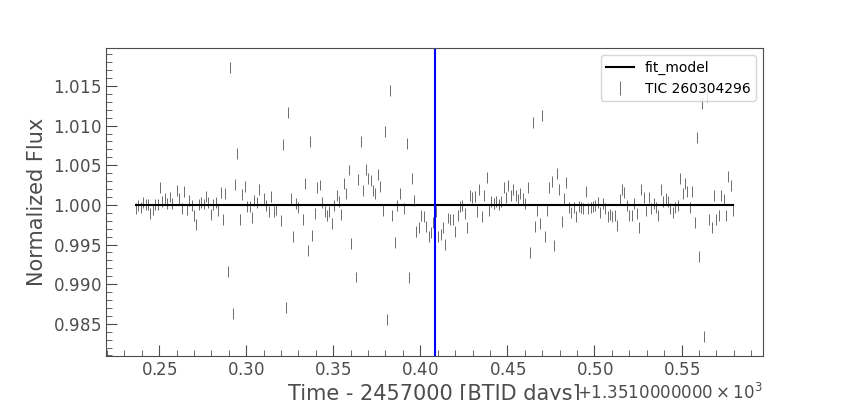 fit_model
TIC 260304296
Normalized Flux
1.015
1.010
1.005
1.000
0.995
0.990
0.985
0.25
0.30
0.35
0.40
0.45
0.50
0.55
Time - 2457000 [BTJD days]
+1.3510000000 × 10³